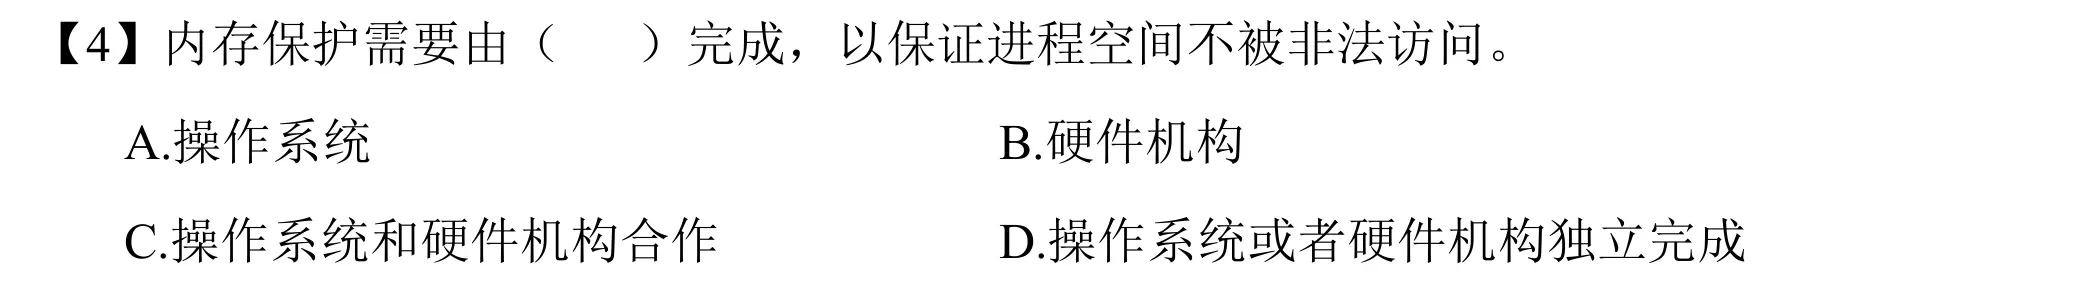 【4】内存保护需要由（ ）完成，以保证进程空间不被非法访问。
A.操作系统 B.硬件机构
C.操作系统和硬件机构合作 D.操作系统或者硬件机构独立完成